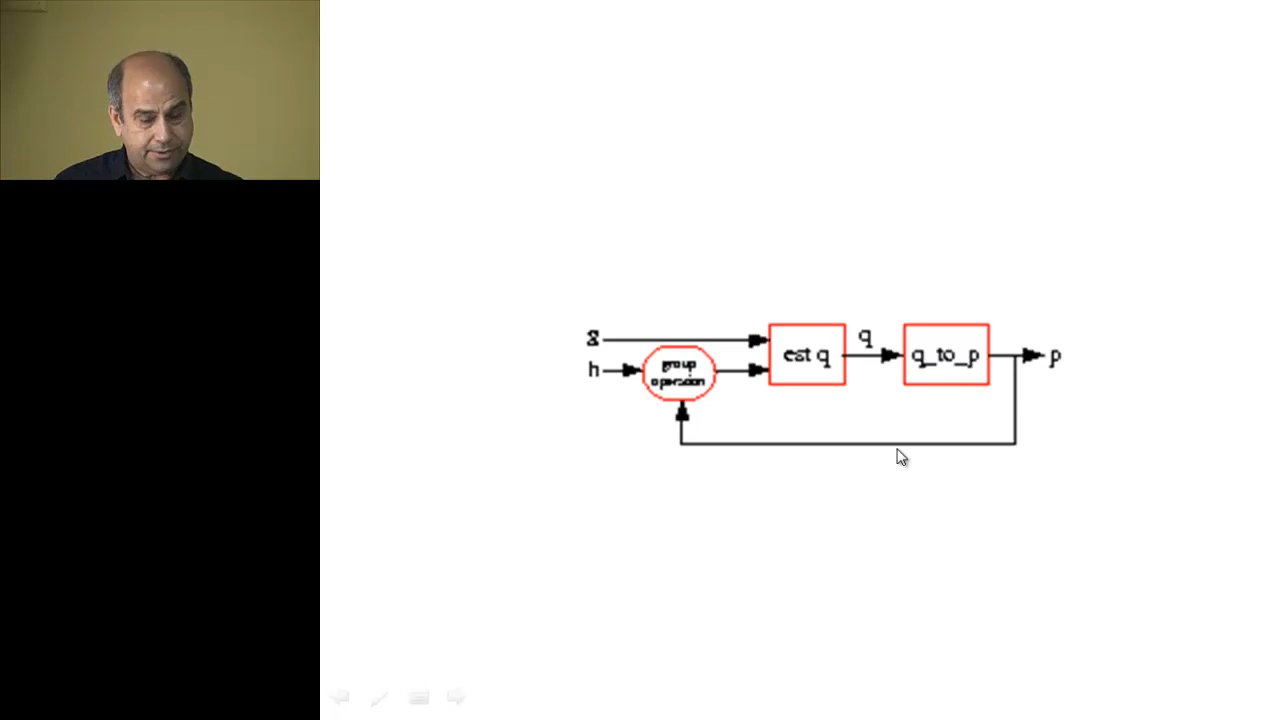 g
h
group
operation
est q
q
q_to_p
p